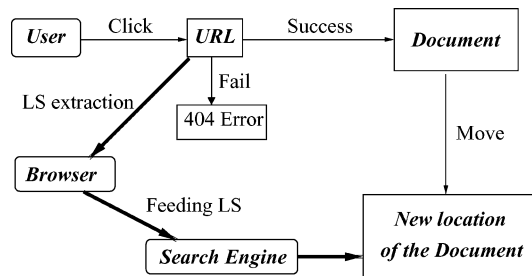 User
Click
URL
Success
Document
LS extraction
Fail
404 Error
Move
Browser
Feeding LS
New location
of the Document
Search Engine